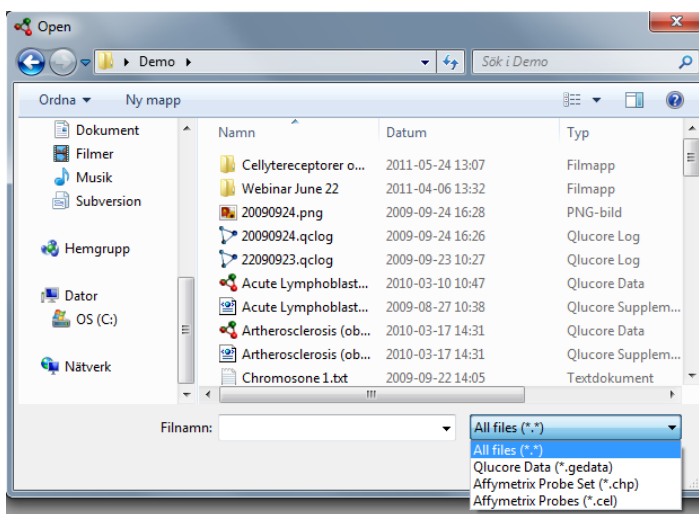 Open
Demo
Sök i Demo
Ordna
Ny mapp
Dokument
Filmer
Musik
Subversion
Hemgrupp
Dator
OS (C:)
Nätverk
Namn Datum Typ
Cellytereceptorer o... 2011-05-24 13:07 Filmapp
Webinar June 22 2011-04-06 13:32 Filmapp
20090924.png 2009-09-24 16:28 PNG-bild
20090924.qclog 2009-09-24 16:26 Qlucore Log
22090923.qclog 2009-09-23 10:27 Qlucore Log
Acute Lymphoblast... 2010-03-10 10:47 Qlucore Data
Acute Lymphoblast... 2009-08-27 10:38 Qlucore Supplem...
Artherosclerosis (ob... 2010-03-17 14:31 Qlucore Data
Artherosclerosis (ob... 2010-03-17 14:31 Qlucore Supplem...
Chromosone 1.txt 2009-09-22 14:05 Textdokument
Filnamn:
All files (*.*)
All files (*.*)
Qlucore Data (*.gedata)
Affymetrix Probe Set (*.chp)
Affymetrix Probes (*.cel)